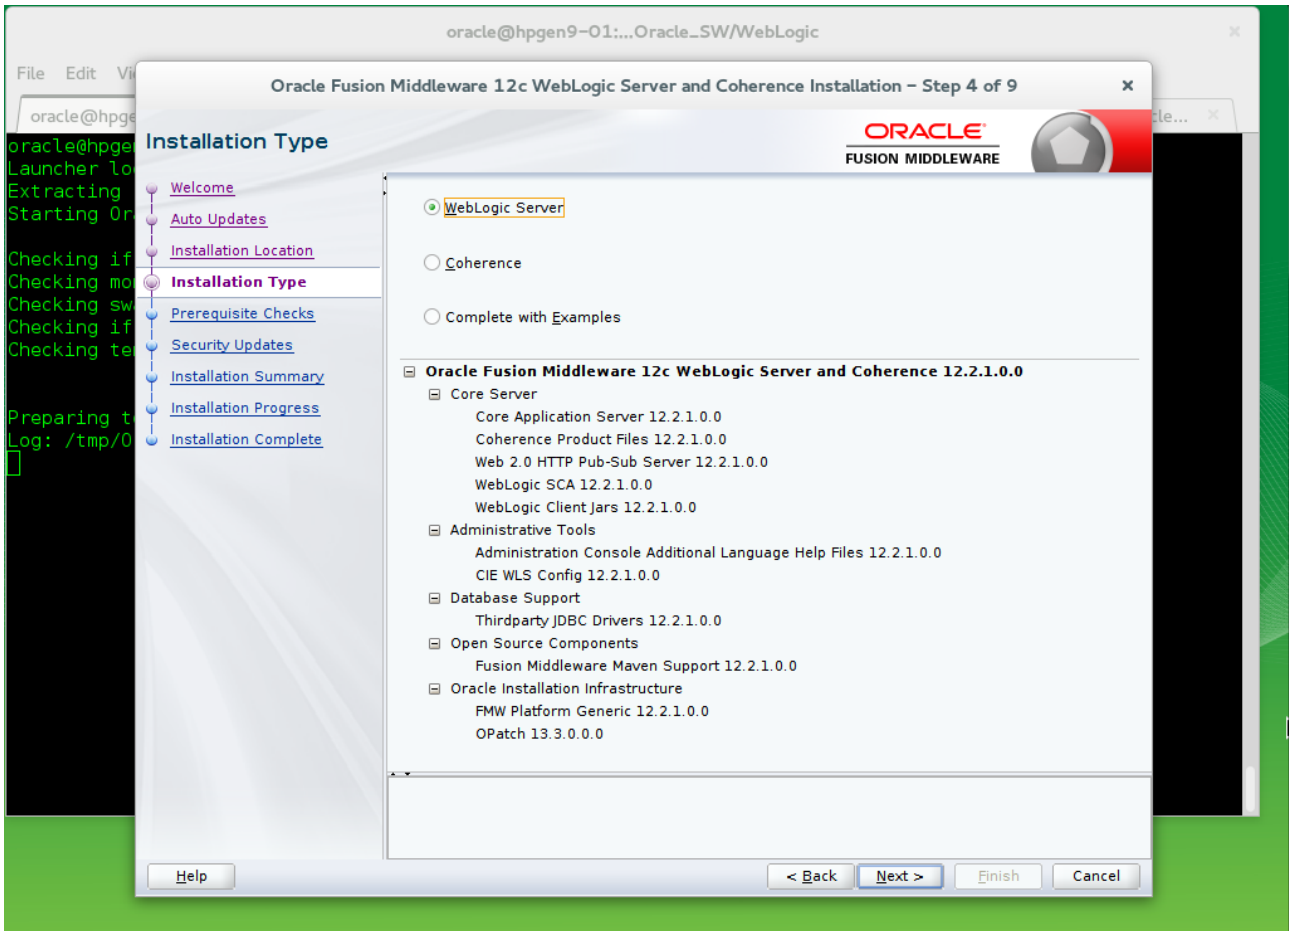 oracle@hpgen9-01:...Oracle_SW/WebLogic
File Edit Vi
Oracle Fusion Middleware 12c WebLogic Server and Coherence Installation - Step 4 of 9
oracle@hpge
cle...
Installation Type
ORACLE
FUSION MIDDLEWARE
oracle@hpgen
Launcher lo
Extracting
Starting Or
Checking if
Checking mo
Checking sw
Checking if
Checking te
Preparing t
Log: /tmp/O
Welcome
Auto Updates
Installation Location
Installation Type
Prerequisite Checks
Security Updates
Installation Summary
Installation Progress
Installation Complete
WebLogic Server
Coherence
Complete with Examples
Oracle Fusion Middleware 12c WebLogic Server and Coherence 12.2.1.0.0
Core Server
Core Application Server 12.2.1.0.0
Coherence Product Files 12.2.1.0.0
Web 2.0 HTTP Pub-Sub Server 12.2.1.0.0
WebLogic SCA 12.2.1.0.0
WebLogic Client Jars 12.2.1.0.0
Administrative Tools
Administration Console Additional Language Help Files 12.2.1.0.0
CIE WLS Config 12.2.1.0.0
Database Support
Thirdparty JDBC Drivers 12.2.1.0.0
Open Source Components
Fusion Middleware Maven Support 12.2.1.0.0
Oracle Installation Infrastructure
FMW Platform Generic 12.2.1.0.0
OPatch 13.3.0.0.0
Help
< Back
Next >
Finish
Cancel